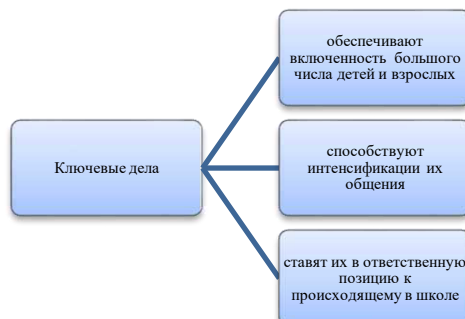 обеспечивают
включенность большого
числа детей и взрослых
Ключевые дела
способствуют
интенсификации их
общения
ставят их в ответственную
позицию к
происходящему в школе